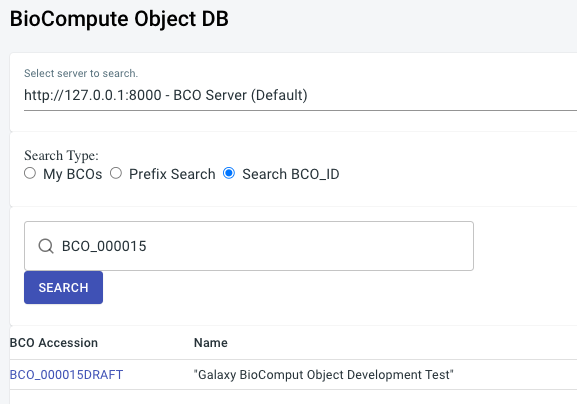 BioCompute Object DB
Select server to search.
http://127.0.0.1:8000 - BCO Server (Default)
Search Type:
My BCOs Prefix Search Search BCO_ID
BCO_000015
SEARCH
BCO Accession Name
BCO_000015DRAFT "Galaxy BioComput Object Development Test"